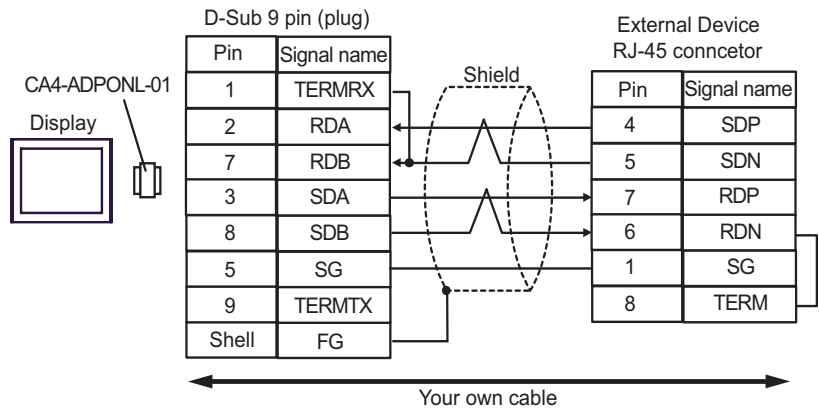 D-Sub 9 pin (plug)
External Device
RJ-45 conncetor
CA4-ADPONL-01
Display
Shield
Pin Signal name
1 TERMRX
2 RDA
7 RDB
3 SDA
8 SDB
5 SG
9 TERMTX
Shell FG
Pin Signal name
4 SDP
5 SDN
7 RDP
6 RDN
1 SG
8 TERM
Your own cable